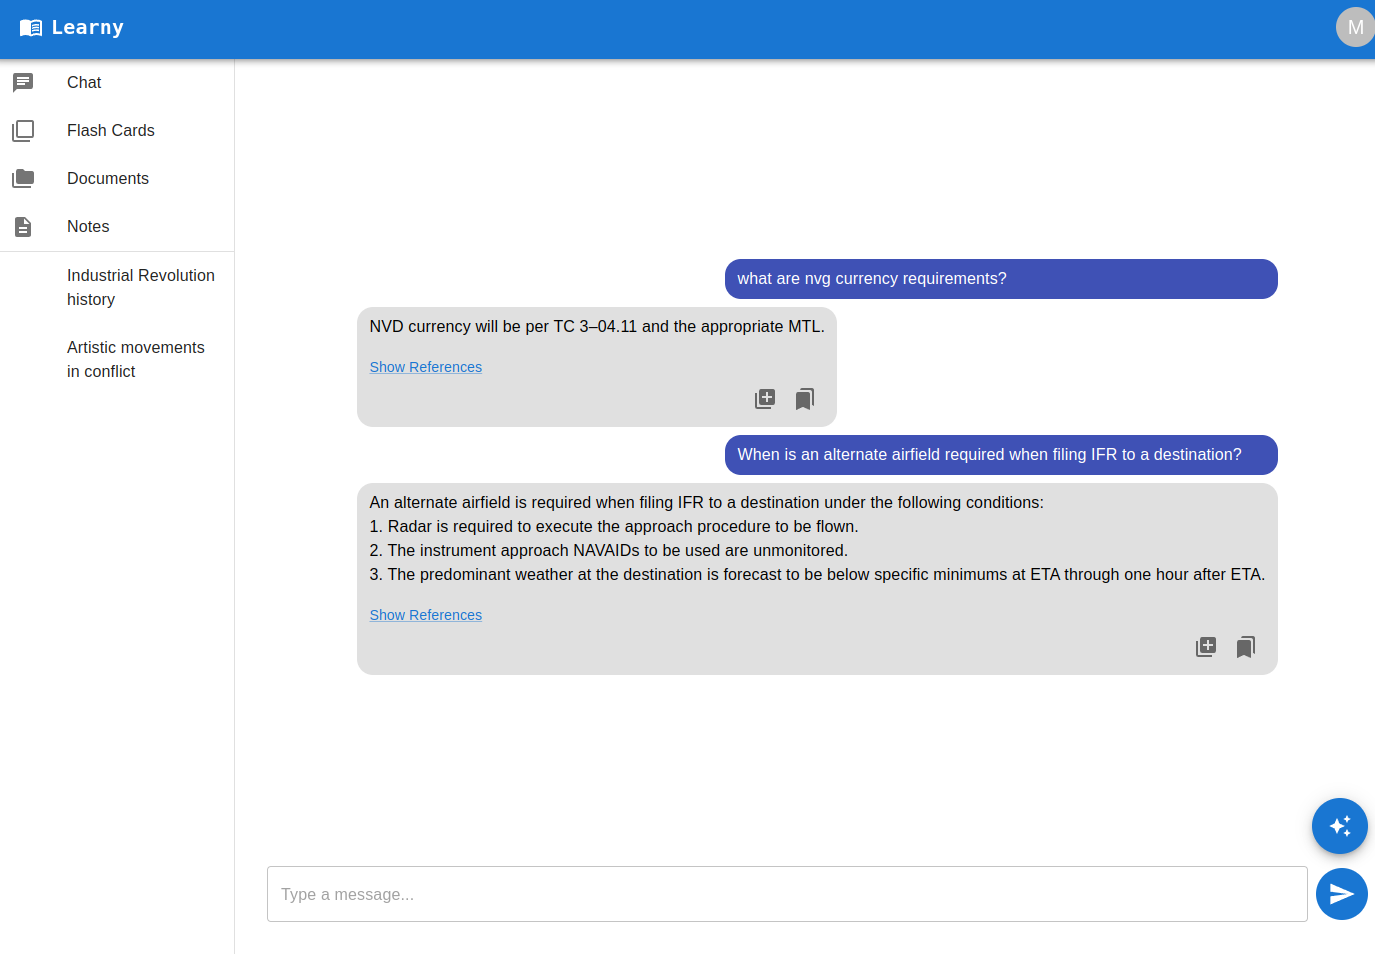 Learny
M
Chat
Flash Cards
Documents
Notes
Industrial Revolution
history
Artistic movements
in conflict
what are nvg currency requirements?
NVD currency will be per TC 3–04.11 and the appropriate MTL.
Show References
When is an alternate airfield required when filing IFR to a destination?
An alternate airfield is required when filing IFR to a destination under the following conditions:
1. Radar is required to execute the approach procedure to be flown.
2. The instrument approach NAVAIDs to be used are unmonitored.
3. The predominant weather at the destination is forecast to be below specific minimums at ETA through one hour after ETA.
Show References
Type a message...